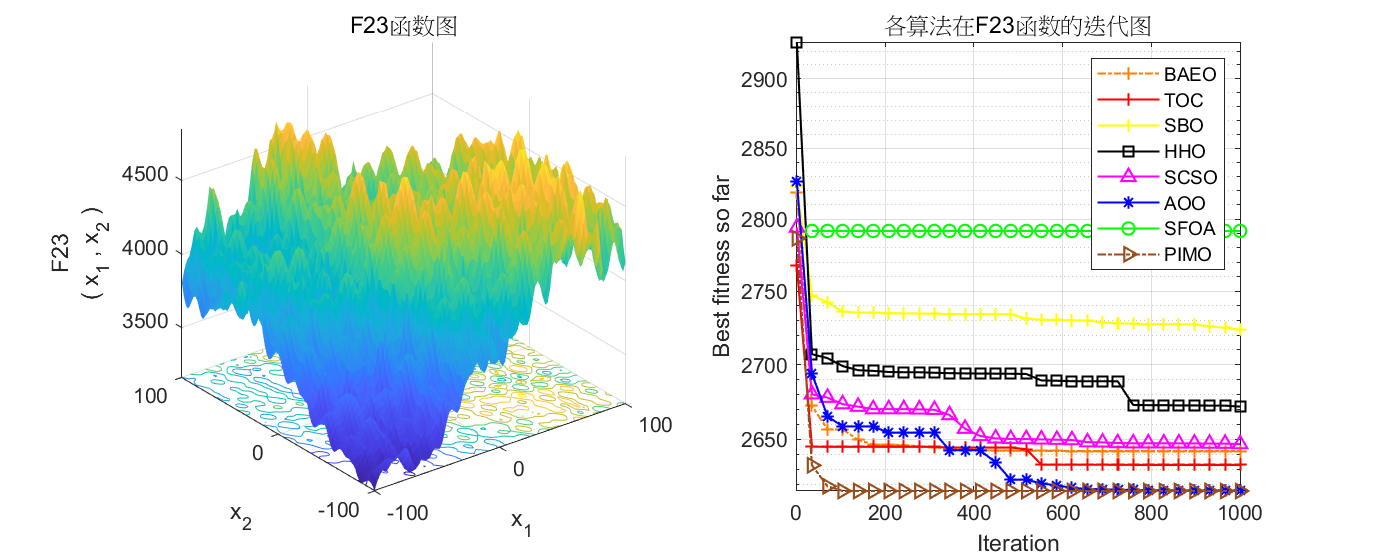 F23函数图
F23
( x1 , x2 )
4500
4000
3500
100
0
-100
x2
-100
0
100
x1
各算法在F23函数的迭代图
Best fitness so far
2900
2850
2800
2750
2700
2650
0 200 400 600 800 1000
Iteration
BAEO
TOC
SBO
HHO
SCSO
AOO
SFOA
PIMO